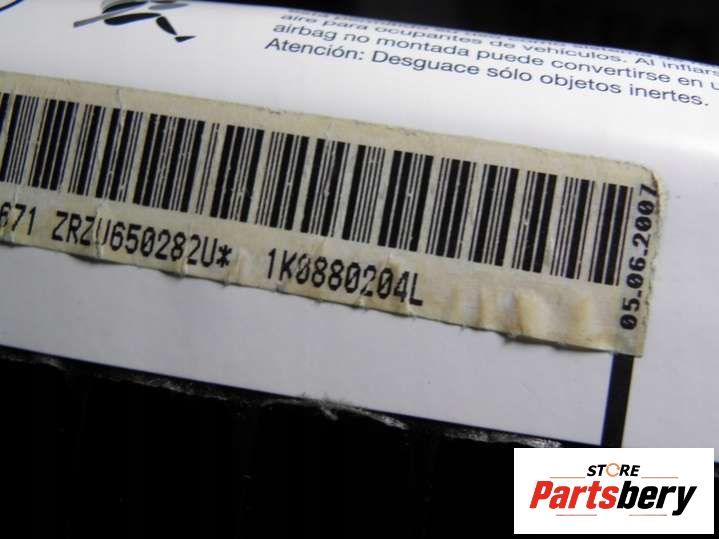 aire para ocupantes de vehículos. Al inflars
airbag no montada puede convertirse en u
Atención: Desguace sólo objetos inertes.
671 ZRZU650282U* 1K0880204L
05.06.2007
STORE
Partsbery